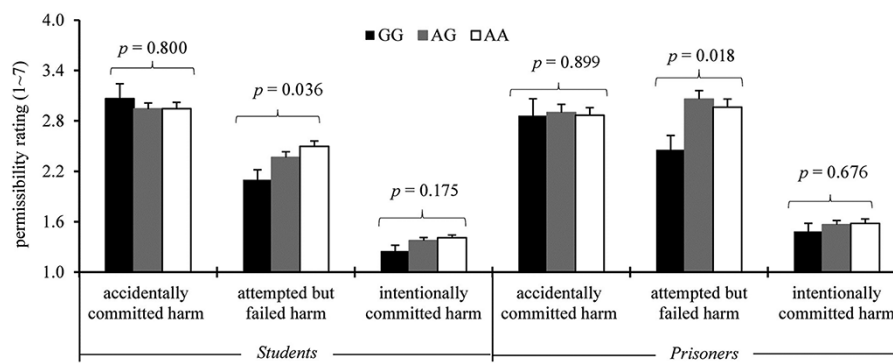 4.0
3.4
2.8
2.2
1.6
1.0
permissibility rating (1~7)
GG AG AA
p = 0.800
p = 0.036
p = 0.175
p = 0.899
p = 0.018
p = 0.676
accidentally
committed harm
attempted but
failed harm
intentionally
committed harm
accidentally
committed harm
attempted but
failed harm
intentionally
committed harm
Students
Prisoners